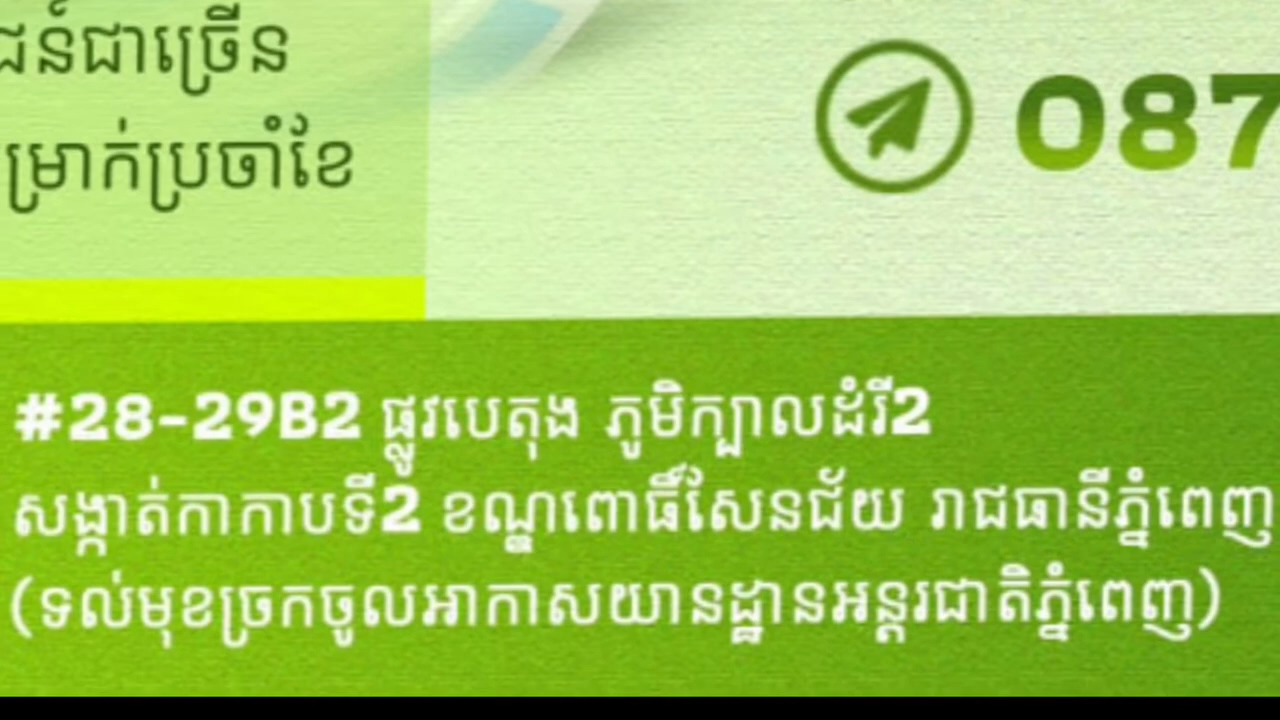 ជន៍ជាច្រើន
ម្រាក់ប្រចាំខែ
087
#28-29B2 ផ្លូវបេតុង ភូមិក្បាលដំរី2
សង្កាត់កាកាបទី2 ខណ្ឌពោធិ៍សែនជ័យ រាជធានីភ្នំពេញ
(ទល់មុខច្រកចូលអាកាសយានដ្ឋានអន្តរជាតិភ្នំពេញ)